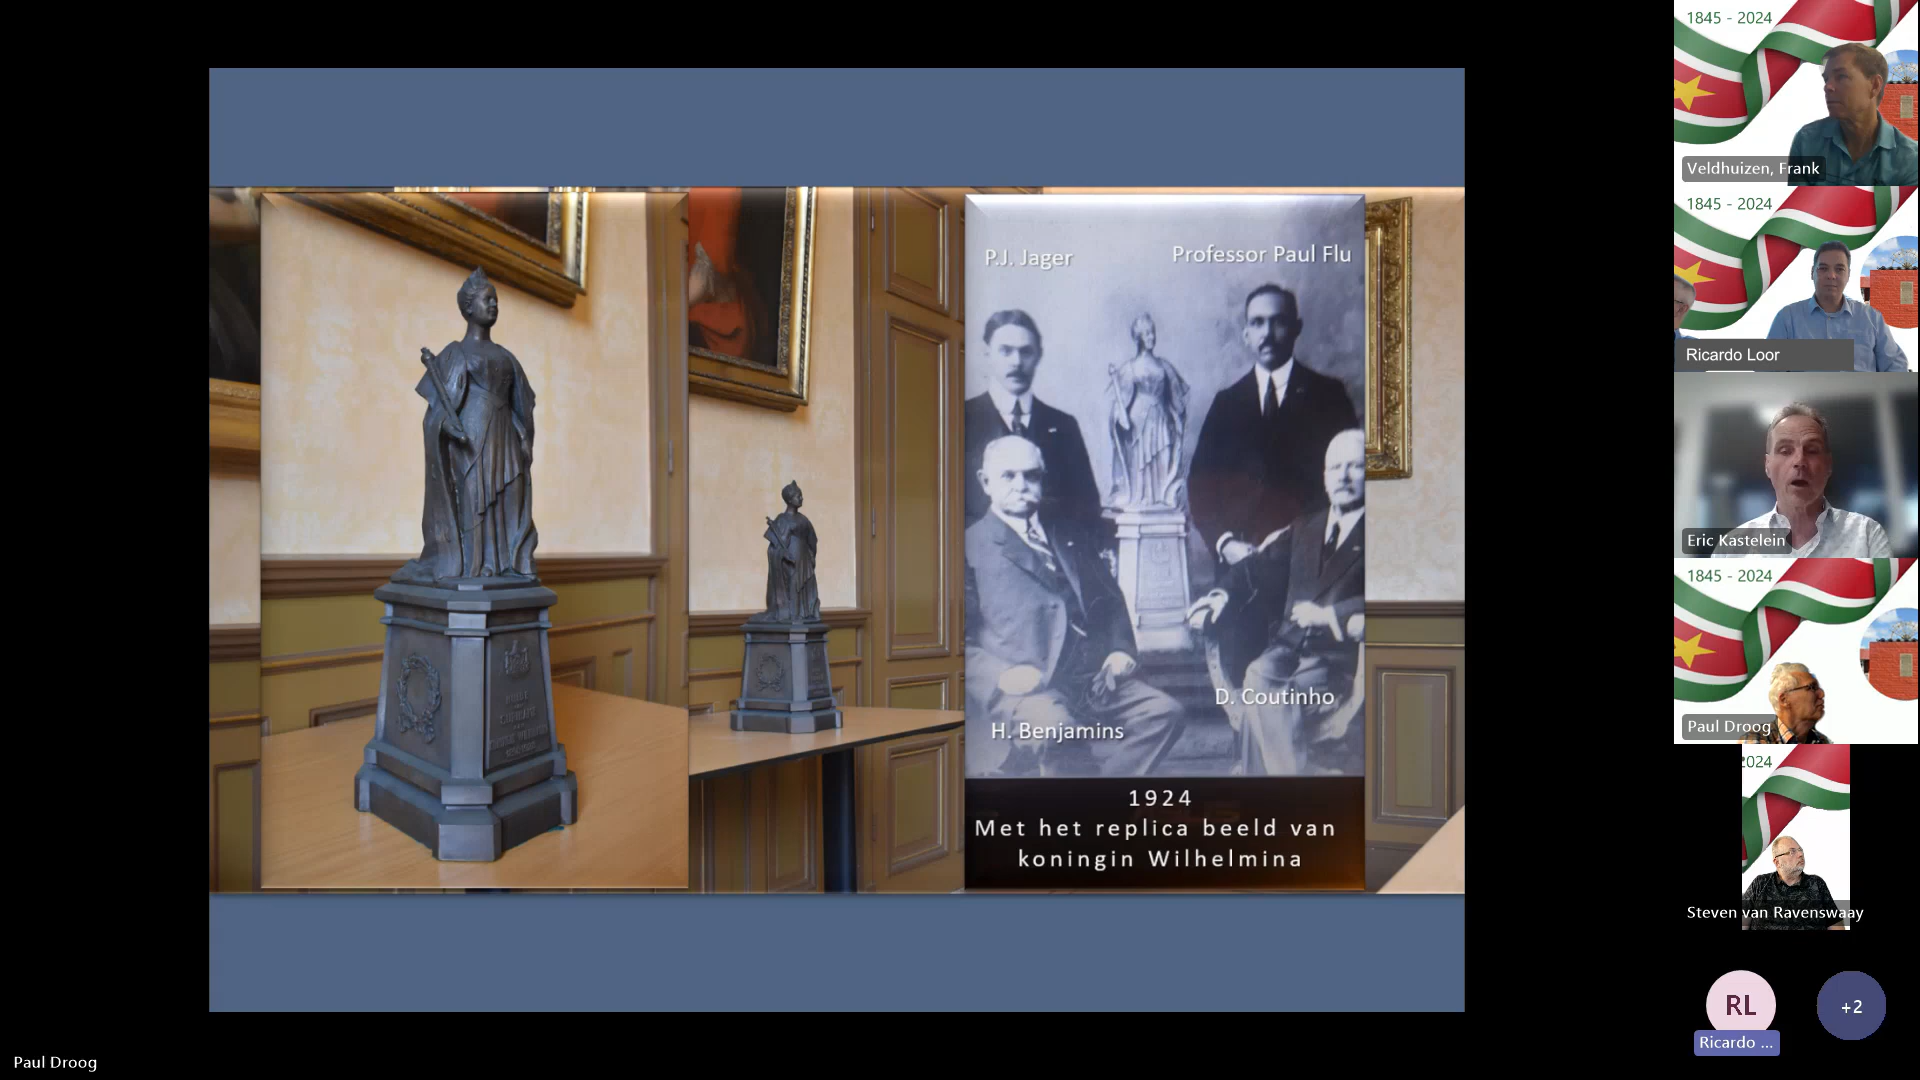 P.J. Jager
Professor Paul Flu
D. Coutinho
H. Benjamins
1924
Met het replica beeld van
koningin Wilhelmina
1845 - 2024
Veldhuizen, Frank
1845 - 2024
Ricardo Loor
Eric Kastelein
1845 - 2024
Paul Droog
2024
Steven van Ravenswaay
RL
+2
Ricardo ...
Paul Droog